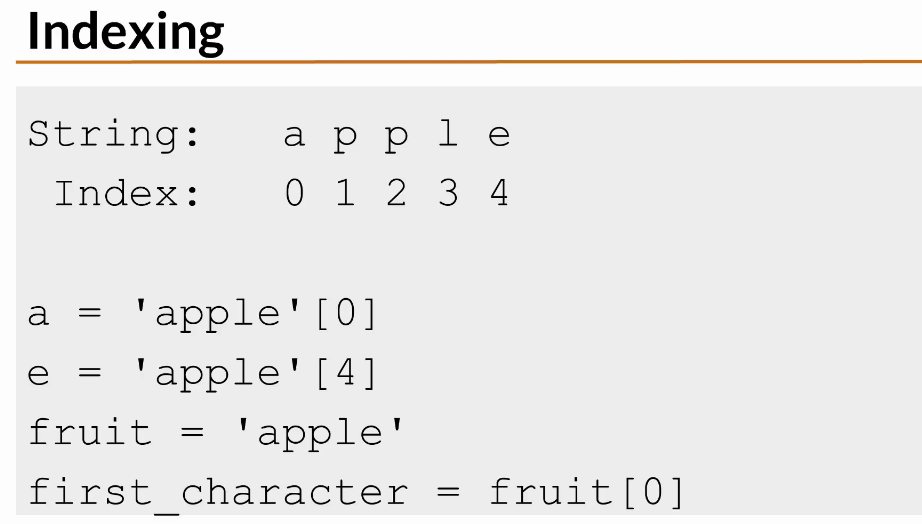 Indexing
String:   a p p l e
 Index:   0 1 2 3 4
a = 'apple'[0]
e = 'apple'[4]
fruit = 'apple'
first_character = fruit[0]